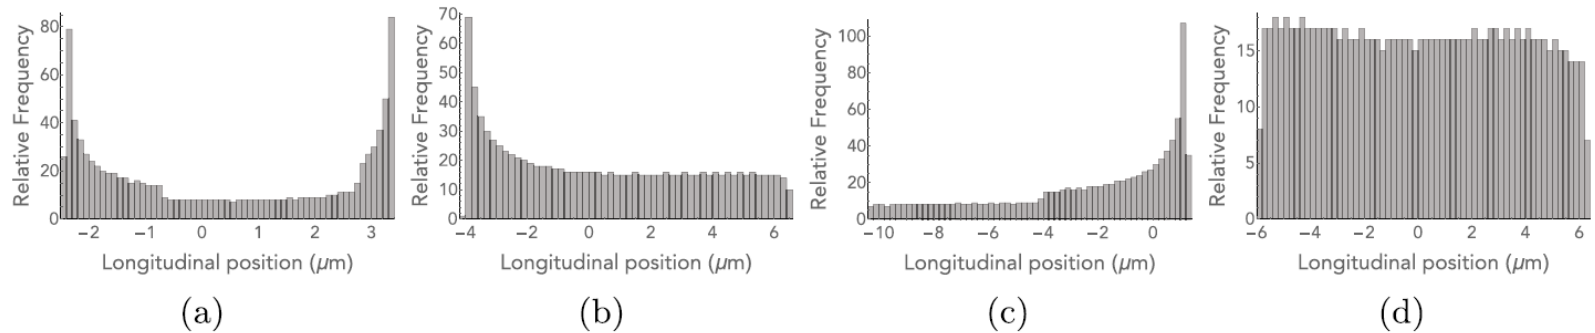 Relative Frequency
80
60
40
20
0
−2 −1 0 1 2 3
Longitudinal position (μm)
(a)
Relative Frequency
70
60
50
40
30
20
10
0
−4 −2 0 2 4 6
Longitudinal position (μm)
(b)
Relative Frequency
100
80
60
40
20
0
−10 −8 −6 −4 −2 0
Longitudinal position (μm)
(c)
Relative Frequency
15
10
5
0
−6 −4 −2 0 2 4 6
Longitudinal position (μm)
(d)